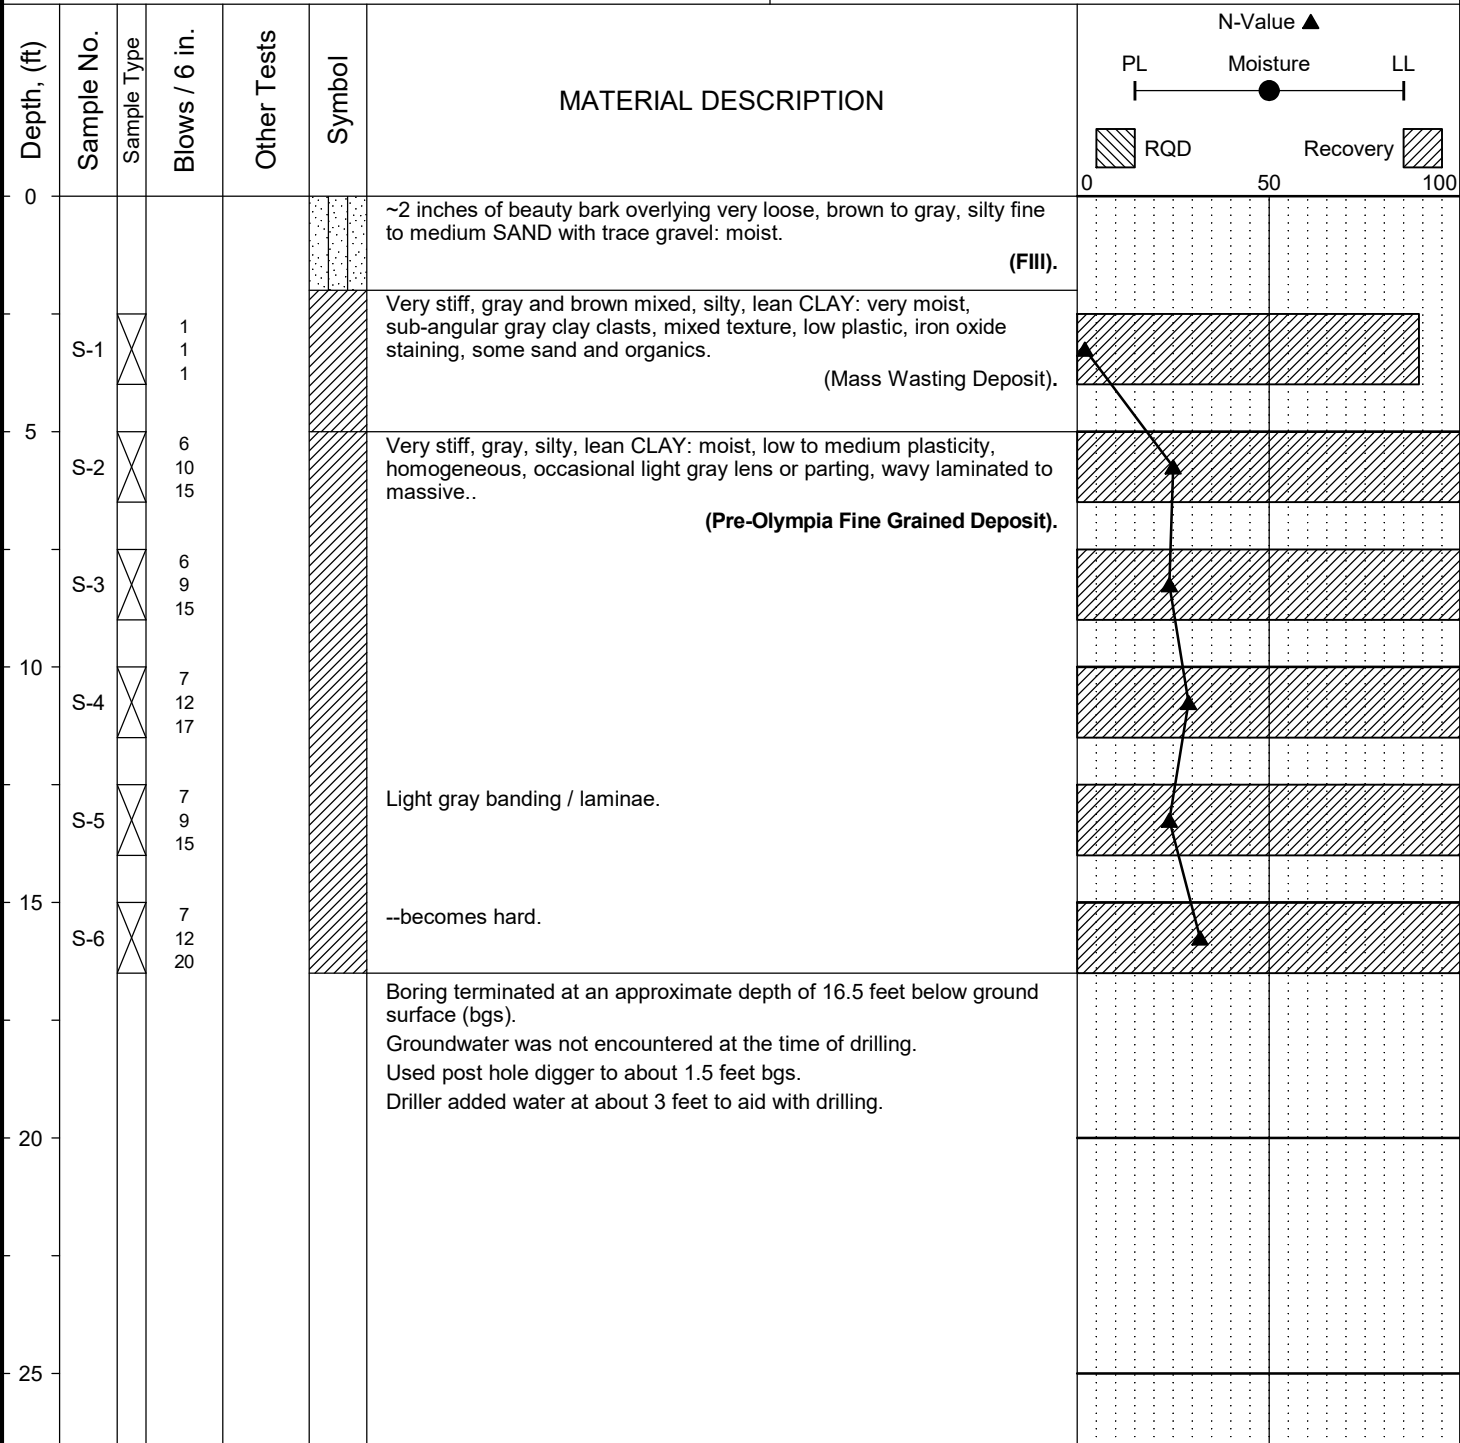 Depth, (ft)
Sample No.
Sample Type
Blows / 6 in.
Other Tests
Symbol
MATERIAL DESCRIPTION
N-Value ▲
PL Moisture LL
RQD Recovery
0 50 100
0
~2 inches of beauty bark overlying very loose, brown to gray, silty fine
to medium SAND with trace gravel: moist.
(FIll).
Very stiff, gray and brown mixed, silty, lean CLAY: very moist,
sub-angular gray clay clasts, mixed texture, low plastic, iron oxide
staining, some sand and organics.
(Mass Wasting Deposit).
S-1
1
1
1
5
Very stiff, gray, silty, lean CLAY: moist, low to medium plasticity,
homogeneous, occasional light gray lens or parting, wavy laminated to
massive..
(Pre-Olympia Fine Grained Deposit).
S-2
6
10
15
S-3
6
9
15
10
S-4
7
12
17
S-5
7
9
15
Light gray banding / laminae.
15
S-6
7
12
20
--becomes hard.
Boring terminated at an approximate depth of 16.5 feet below ground
surface (bgs).
Groundwater was not encountered at the time of drilling.
Used post hole digger to about 1.5 feet bgs.
Driller added water at about 3 feet to aid with drilling.
20
25